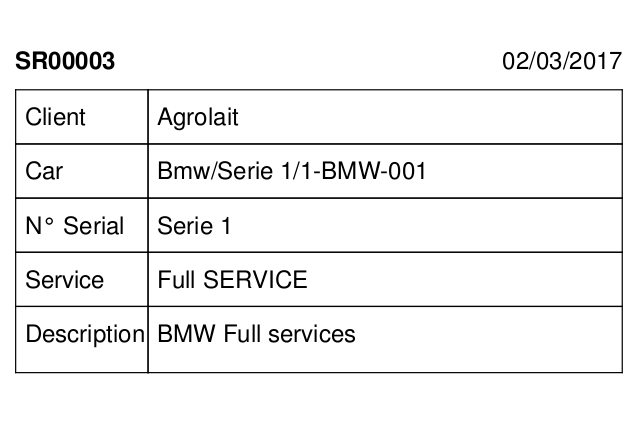 SR00003 02/03/2017
Client Agrolait
Car Bmw/Serie 1/1-BMW-001
N° Serial Serie 1
Service Full SERVICE
Description BMW Full services